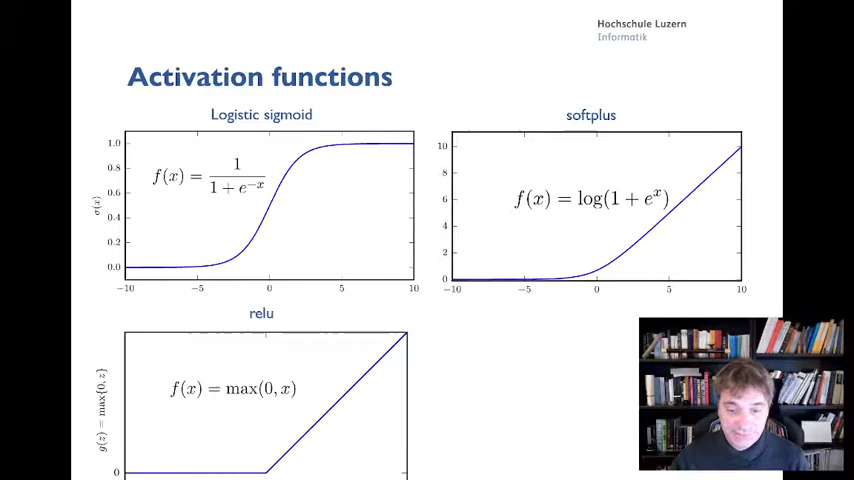 Hochschule Luzern
Informatik
Activation functions
Logistic sigmoid
1.0
0.8
0.6
0.4
0.2
0.0
σ(x)
f(x) = 1 / (1 + e^{−x})
−10 −5 0 5 10
softplus
10
8
6
4
2
0
f(x) = log(1 + e^x)
−10 −5 0 5 10
relu
g(z) = max{0, z}
f(x) = max(0, x)
0